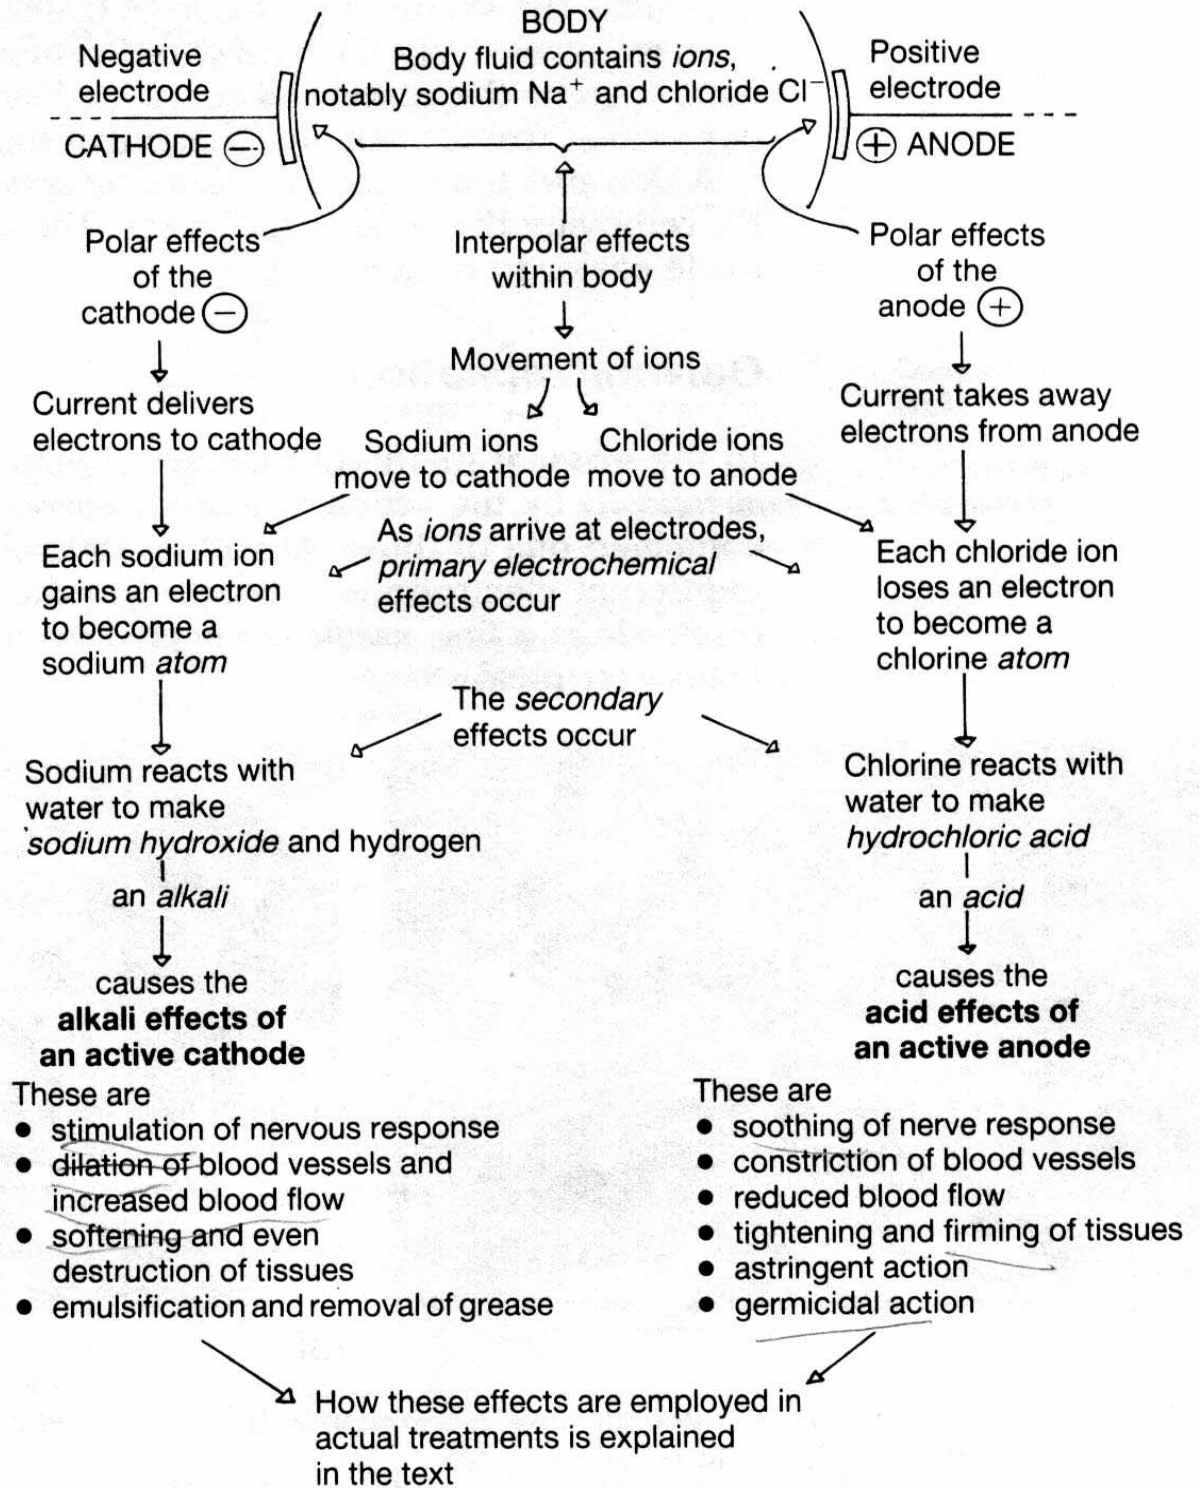 BODY
Negative
electrode
Body fluid contains ions,
notably sodium Na⁺ and chloride Cl⁻
Positive
electrode
CATHODE ⊖
⊕ ANODE
Polar effects
of the
cathode ⊖
Interpolar effects
within body
Polar effects
of the
anode ⊕
Movement of ions
Current delivers
electrons to cathode
Sodium ions
move to cathode
Chloride ions
move to anode
Current takes away
electrons from anode
As ions arrive at electrodes,
primary electrochemical
effects occur
Each sodium ion
gains an electron
to become a
sodium atom
Each chloride ion
loses an electron
to become a
chlorine atom
The secondary
effects occur
Sodium reacts with
water to make
sodium hydroxide and hydrogen
an alkali
Chlorine reacts with
water to make
hydrochloric acid
an acid
causes the
alkali effects of
an active cathode
These are
● stimulation of nervous response
● dilation of blood vessels and
increased blood flow
● softening and even
destruction of tissues
● emulsification and removal of grease
causes the
acid effects of
an active anode
These are
● soothing of nerve response
● constriction of blood vessels
● reduced blood flow
● tightening and firming of tissues
● astringent action
● germicidal action
How these effects are employed in
actual treatments is explained
in the text